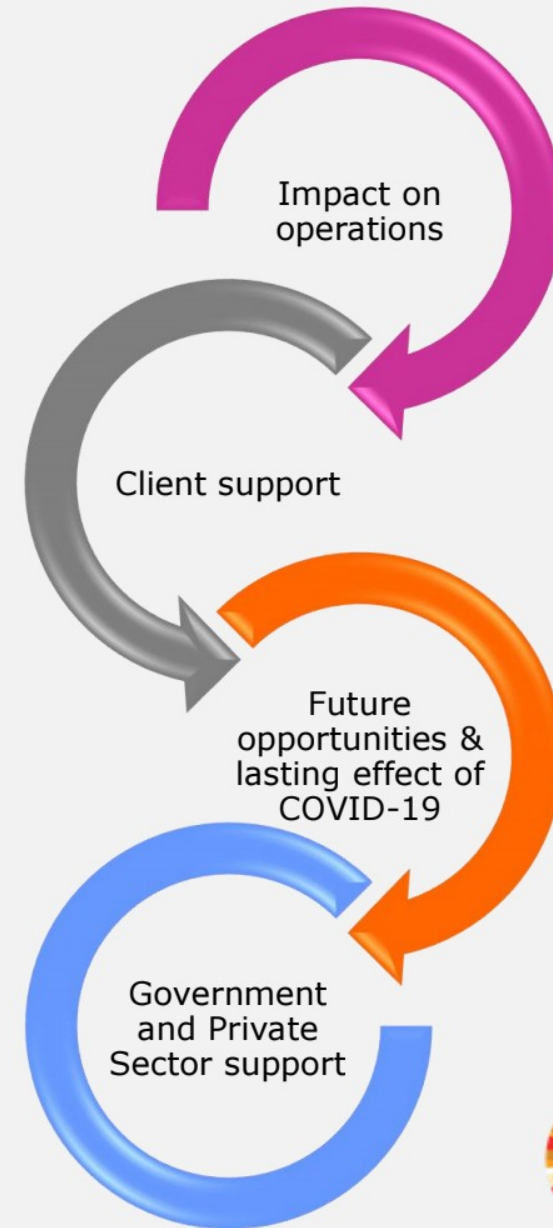 Impact on
operations
Client support
Future
opportunities &
lasting effect of
COVID-19
Government
and Private
Sector support